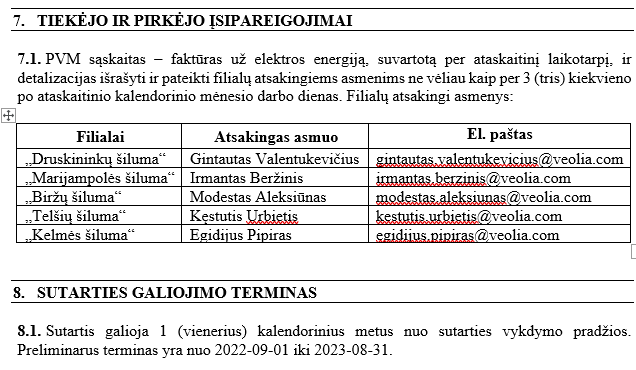 7. TIEKĖJO IR PIRKĖJO ĮSIPAREIGOJIMAI
7.1. PVM sąskaitas – faktūras už elektros energiją, suvartotą per ataskaitinį laikotarpį, ir
detalizacijas išrašyti ir pateikti filialų atsakingiems asmenims ne vėliau kaip per 3 (tris) kiekvieno
po ataskaitinio kalendorinio mėnesio darbo dienas. Filialų atsakingi asmenys:
Filialai Atsakingas asmuo El. paštas
„Druskininkų šiluma“ Gintautas Valentukevičius gintautas.valentukevicius@veolia.com
„Marijampolės šiluma“ Irmantas Beržinis irmantas.berzinis@veolia.com
„Biržų šiluma“ Modestas Aleksiūnas modestas.aleksiunas@veolia.com
„Telšių šiluma“ Kęstutis Urbietis kestutis.urbietis@veolia.com
„Kelmės šiluma“ Egidijus Pipiras egidijus.pipiras@veolia.com
8. SUTARTIES GALIOJIMO TERMINAS
8.1. Sutartis galioja 1 (vienerius) kalendorinius metus nuo sutarties vykdymo pradžios.
Preliminarus terminas yra nuo 2022-09-01 iki 2023-08-31.